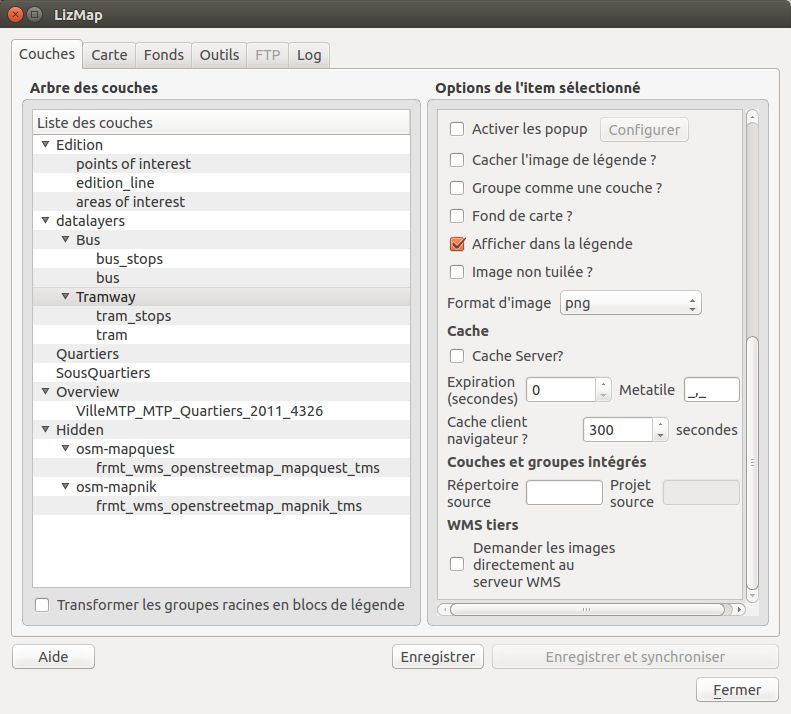 LizMap
Couches
Carte
Fonds
Outils
FTP
Log
Arbre des couches
Liste des couches
Edition
points of interest
edition_line
areas of interest
datalayers
Bus
bus_stops
bus
Tramway
tram_stops
tram
Quartiers
SousQuartiers
Overview
VilleMTP_MTP_Quartiers_2011_4326
Hidden
osm-mapquest
frmt_wms_openstreetmap_mapquest_tms
osm-mapnik
frmt_wms_openstreetmap_mapnik_tms
Transformer les groupes racines en blocs de légende
Options de l'item sélectionné
Activer les popup
Configurer
Cacher l'image de légende ?
Groupe comme une couche ?
Fond de carte ?
Afficher dans la légende
Image non tuilée ?
Format d'image
png
Cache
Cache Server?
Expiration
(secondes)
0
Metatile
_,_
Cache client
navigateur ?
300
secondes
Couches et groupes intégrés
Répertoire
source
Projet
source
WMS tiers
Demander les images
directement au
serveur WMS
Aide
Enregistrer
Enregistrer et synchroniser
Fermer